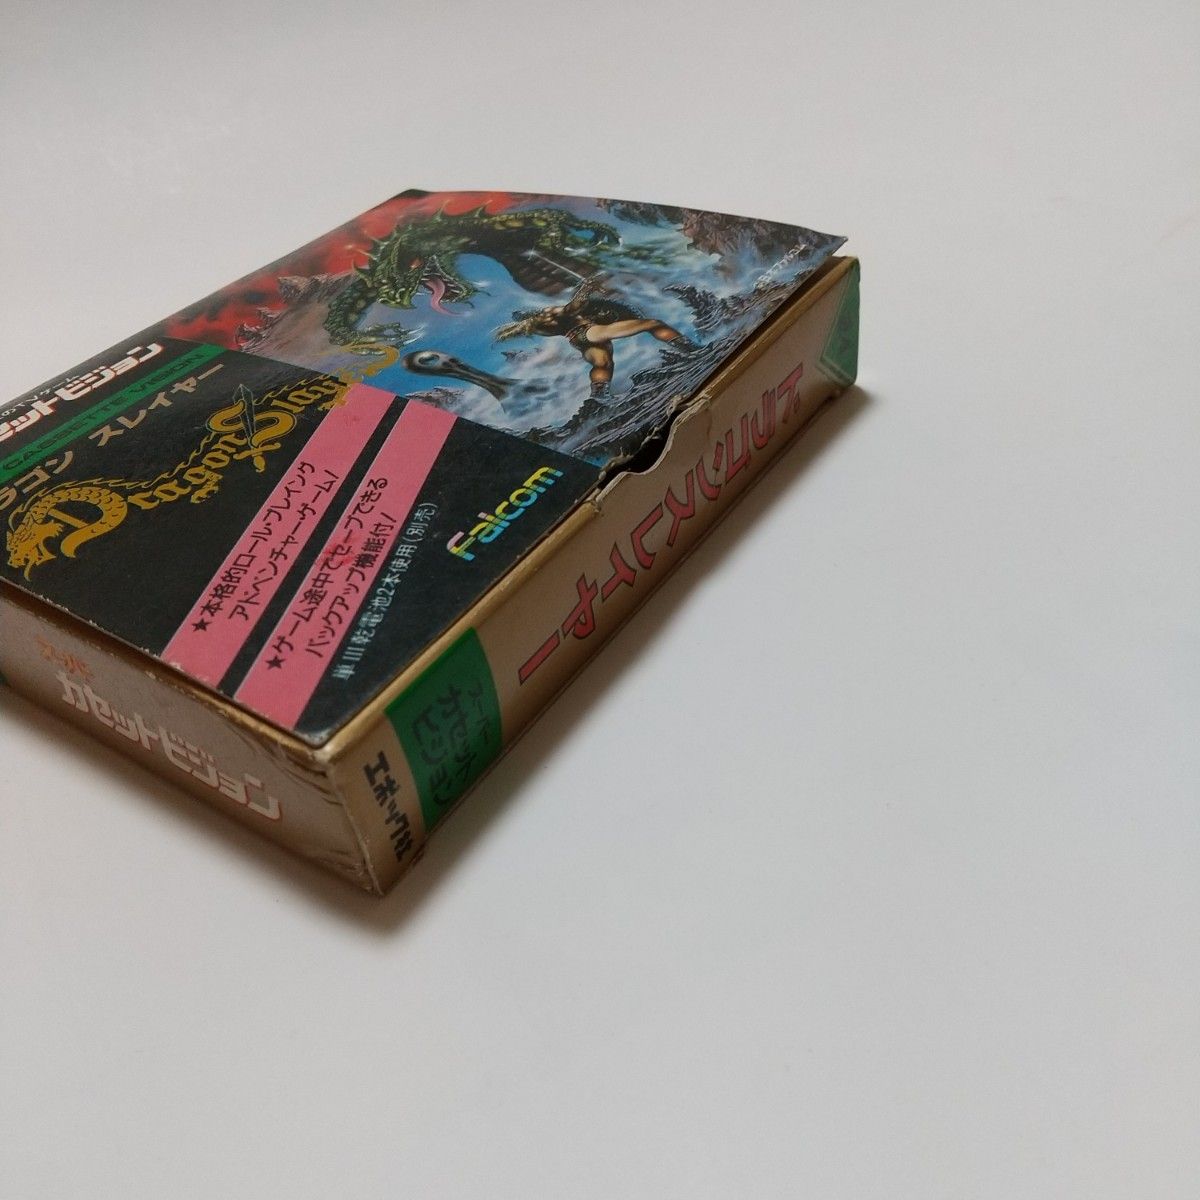 ットビジョン
CASSETTE VISION
ラゴン スレイヤー
Dragon Slayer
★本格的ロール・プレイング
アドベンチャーゲーム!
★ゲーム途中でセーブできる
バックアップ機能付!
単III乾電池2本使用(別売)
Falcom
ドラゴンスレイヤー
スーパー
カセット
ビジョン
エポック社
スーパー
カセットビジョン